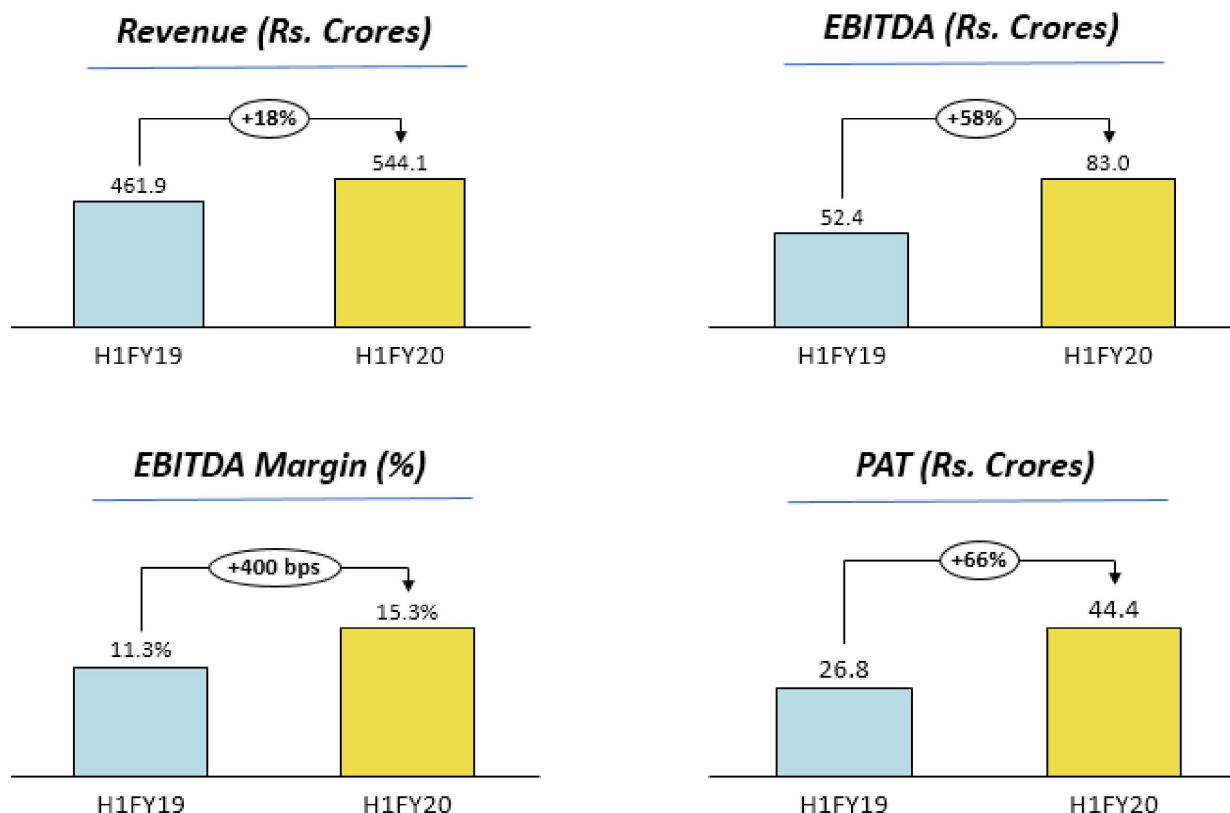 Revenue (Rs. Crores)
+18%
461.9
544.1
H1FY19
H1FY20
EBITDA (Rs. Crores)
+58%
52.4
83.0
H1FY19
H1FY20
EBITDA Margin (%)
+400 bps
11.3%
15.3%
H1FY19
H1FY20
PAT (Rs. Crores)
+66%
26.8
44.4
H1FY19
H1FY20